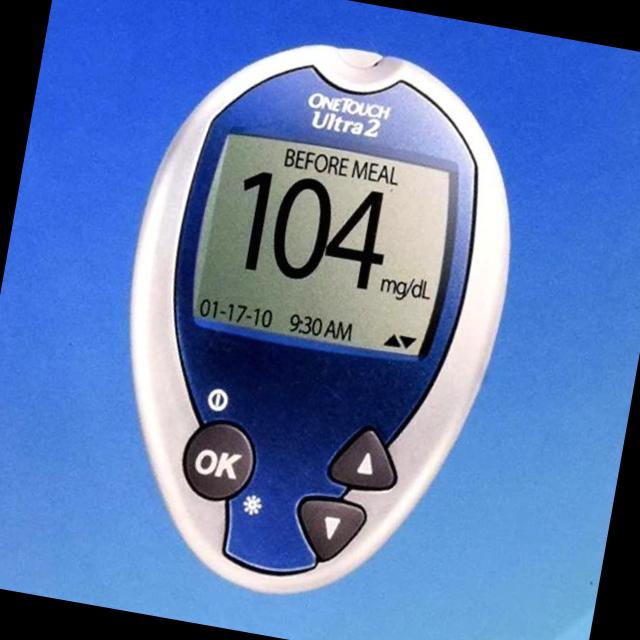 ONETOUCH
Ultra2
BEFORE MEAL
104
mg/dL
01-17-10 9:30 AM
OK